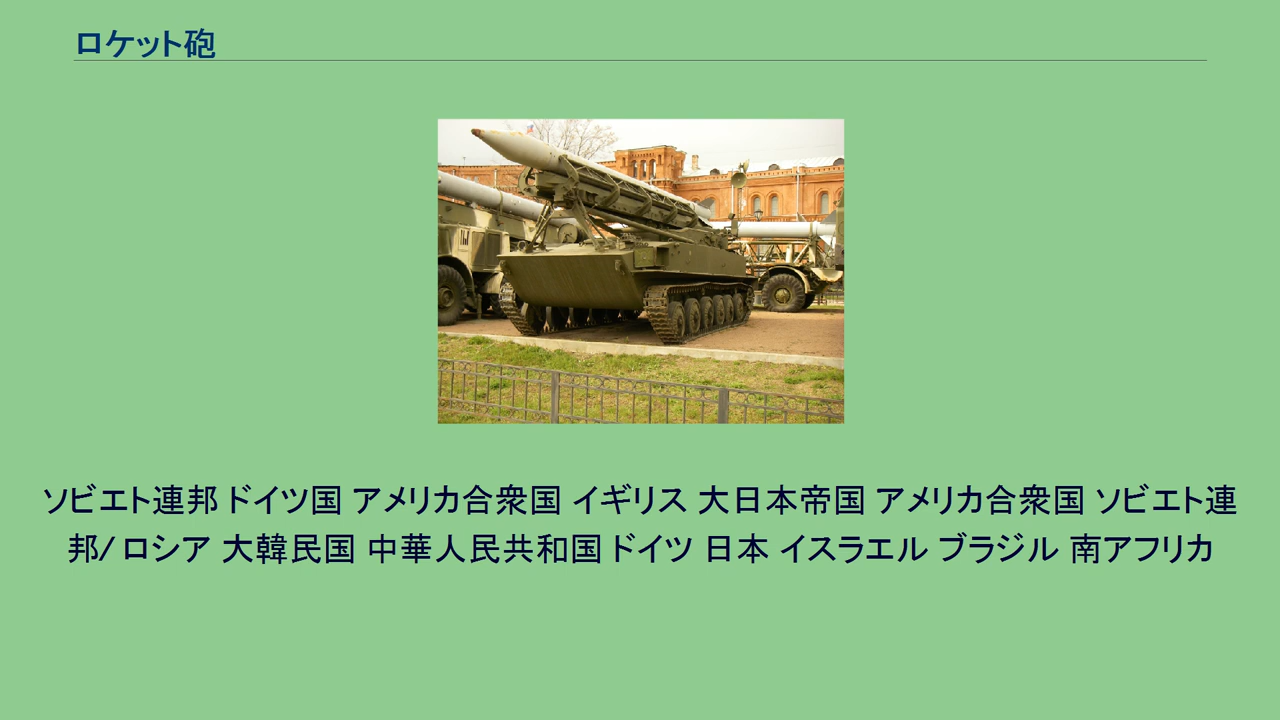 ロケット砲
ソビエト連邦 ドイツ国 アメリカ合衆国 イギリス 大日本帝国 アメリカ合衆国 ソビエト連
邦/ ロシア 大韓民国 中華人民共和国 ドイツ 日本 イスラエル ブラジル 南アフリカ